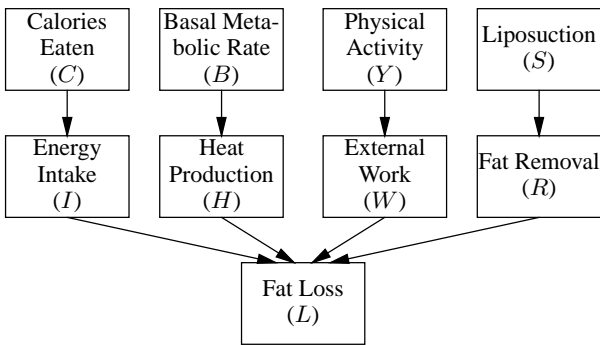 Calories
Eaten
(C)
Basal Meta-
bolic Rate
(B)
Physical
Activity
(Y)
Liposuction
(S)
Energy
Intake
(I)
Heat
Production
(H)
External
Work
(W)
Fat Removal
(R)
Fat Loss
(L)